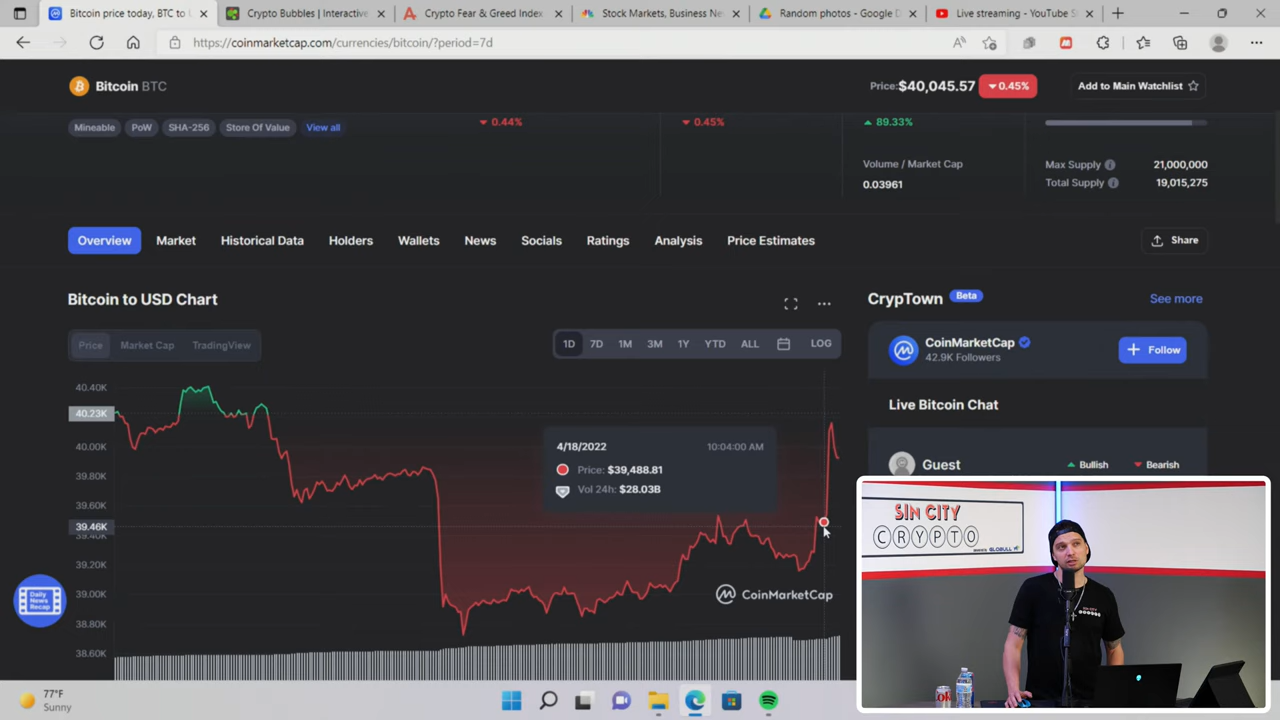 Bitcoin price today, BTC to U
Crypto Bubbles | Interactive
Crypto Fear & Greed Index
Stock Markets, Business Ne
Random photos - Google D
Live streaming - YouTube S
https://coinmarketcap.com/currencies/bitcoin/?period=7d
Bitcoin BTC
Price: $40,045.57 0.45%
Add to Main Watchlist
Mineable PoW SHA-256 Store Of Value View all
0.44%
0.45%
89.33%
Volume / Market Cap
0.03961
Max Supply 21,000,000
Total Supply 19,015,275
Overview Market Historical Data Holders Wallets News Socials Ratings Analysis Price Estimates
Share
Bitcoin to USD Chart
Price Market Cap TradingView
1D 7D 1M 3M 1Y YTD ALL LOG
40.40K
40.23K
40.00K
39.80K
39.60K
39.46K
39.40K
39.20K
39.00K
38.80K
38.60K
4/18/2022 10:04:00 AM
Price: $39,488.81
Vol 24h: $28.03B
CoinMarketCap
CrypTown Beta
See more
CoinMarketCap
42.9K Followers
Follow
Live Bitcoin Chat
Guest
Bullish Bearish
Daily
News
Recap
SIN CITY
CRYPTO
77°F
Sunny